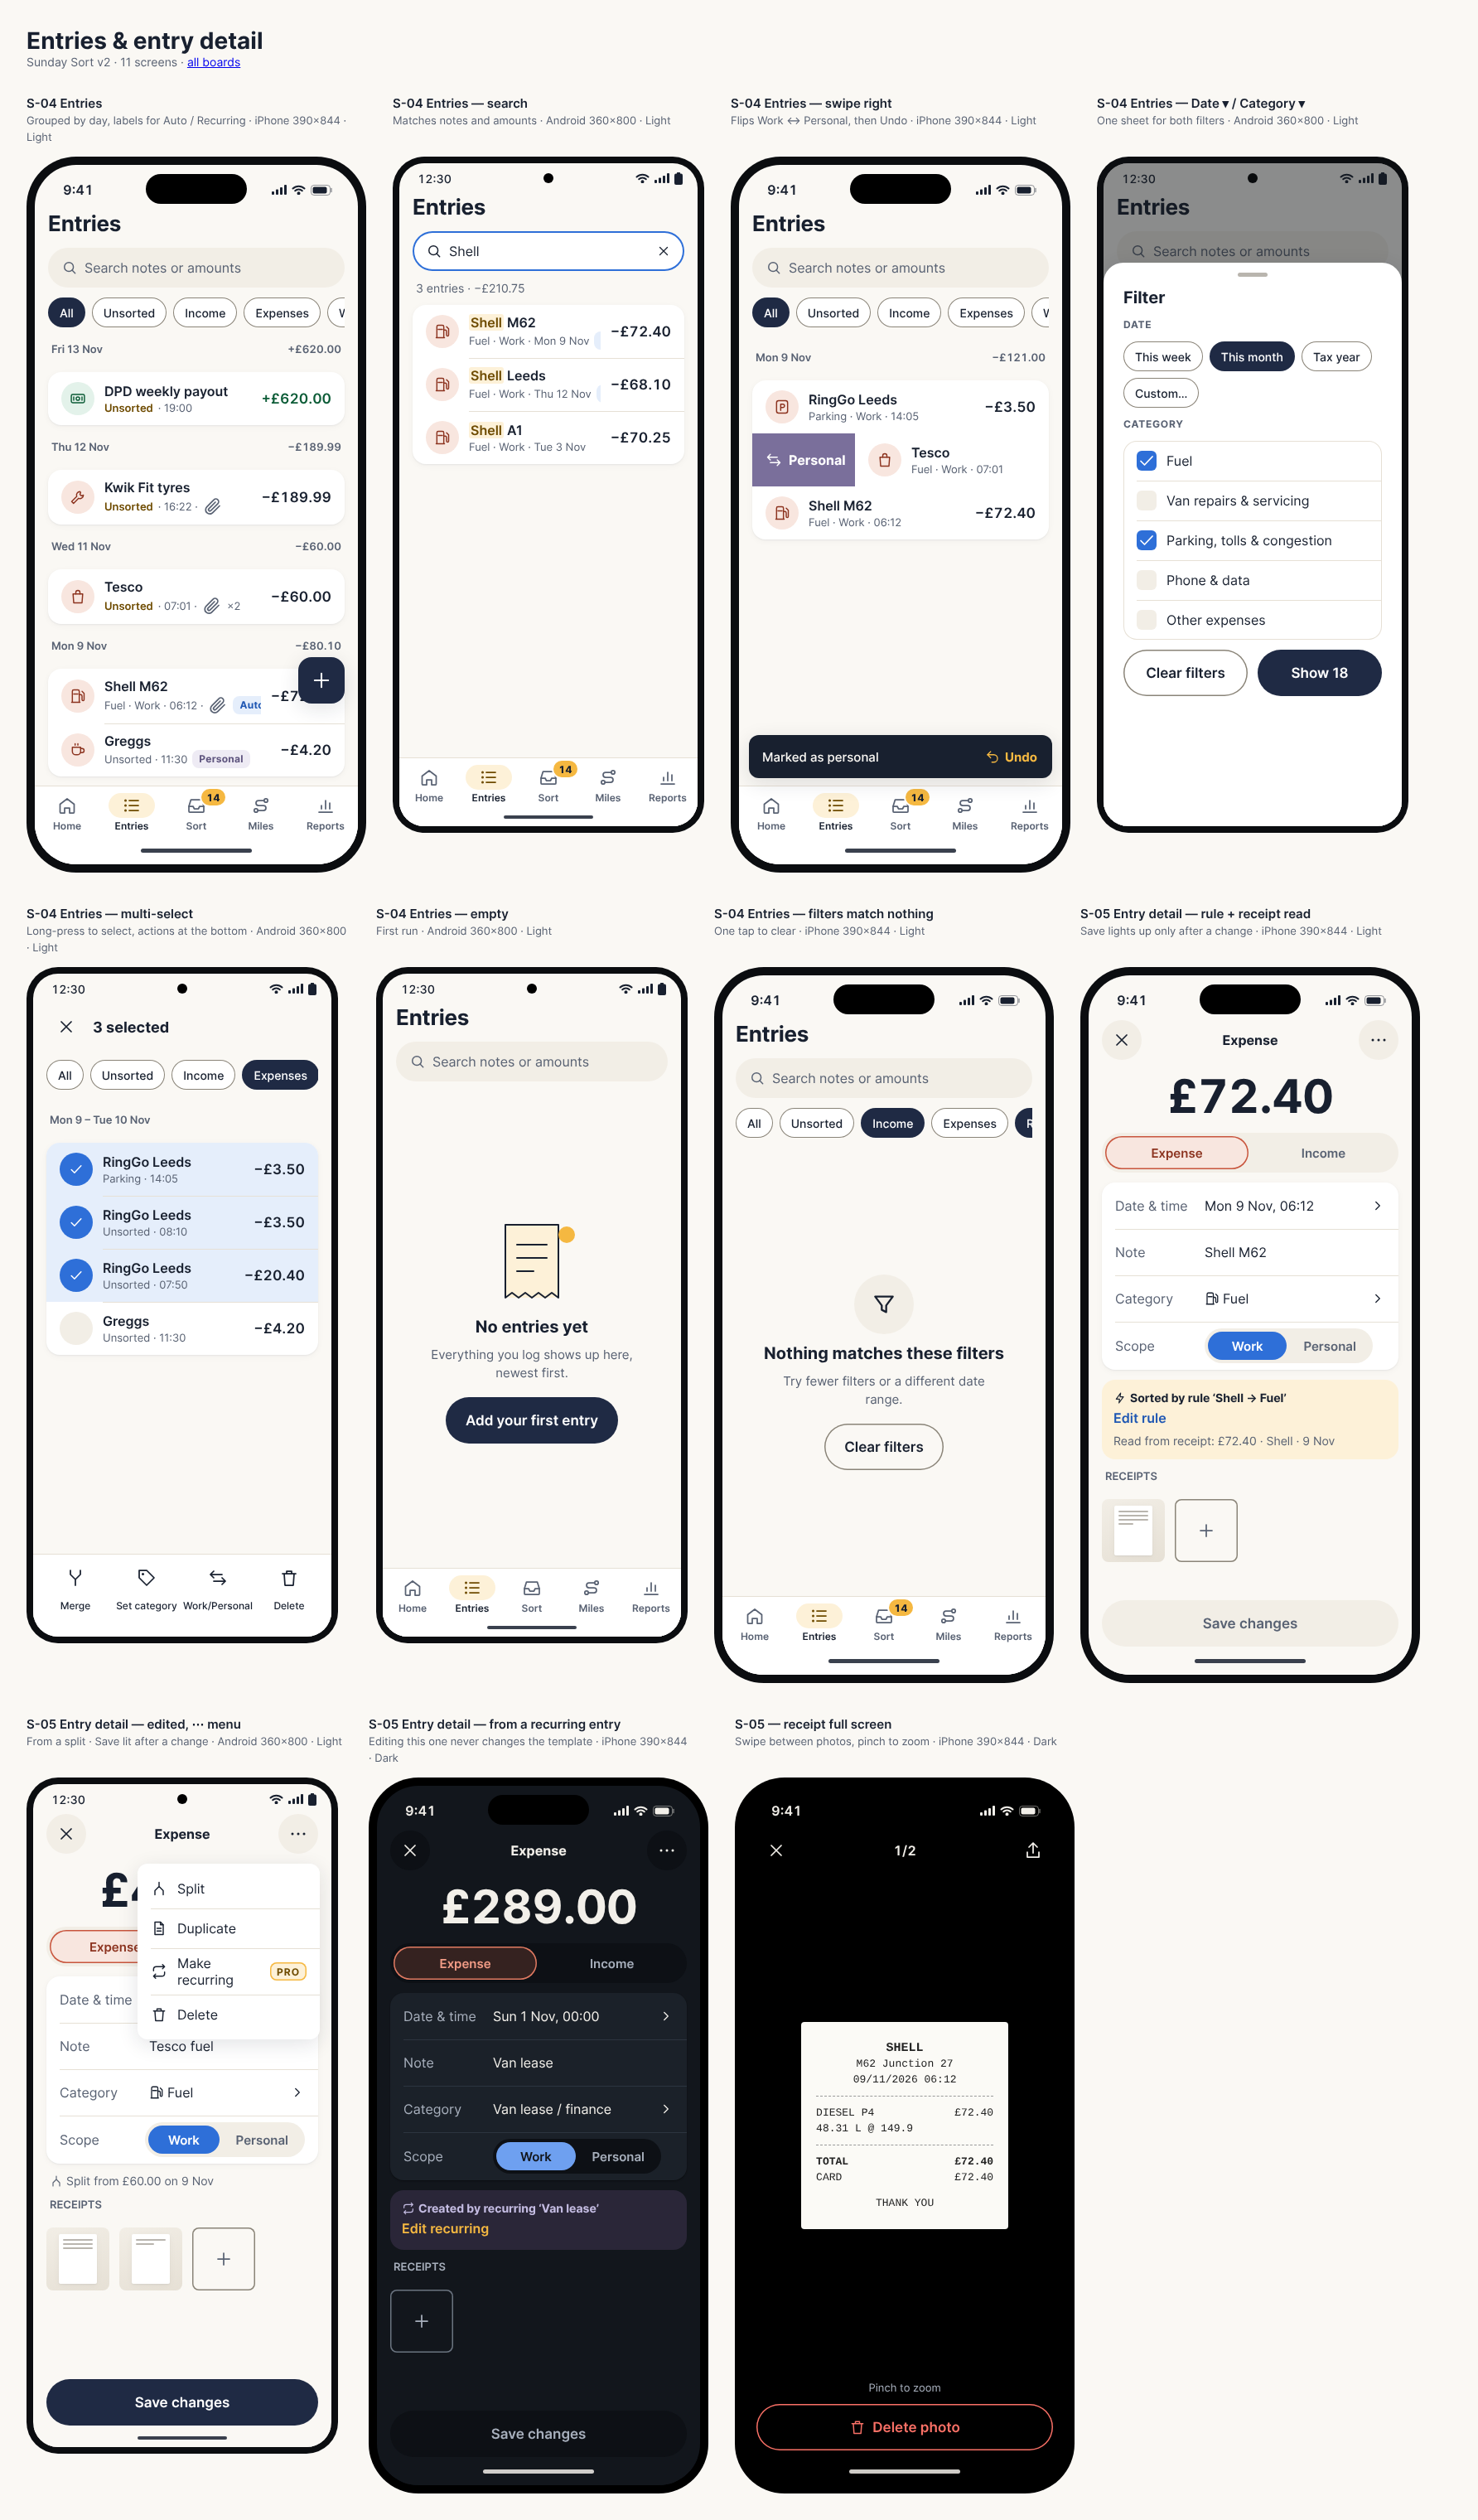 Entries & entry detail
Sunday Sort v2 · 11 screens · all boards
S-04 Entries
Grouped by day, labels for Auto / Recurring · iPhone 390×844 ·
Light
9:41
Entries
Search notes or amounts
All
Unsorted
Income
Expenses
Fri 13 Nov
+£620.00
DPD weekly payout
Unsorted · 19:00
+£620.00
Thu 12 Nov
−£189.99
Kwik Fit tyres
Unsorted · 16:22 ·
−£189.99
Wed 11 Nov
−£60.00
Tesco
Unsorted · 07:01 · ×2
−£60.00
Mon 9 Nov
−£80.10
Shell M62
Fuel · Work · 06:12 ·
−£7
Greggs
Unsorted · 11:30 Personal
−£4.20
Home
Entries
14
Sort
Miles
Reports
S-04 Entries — search
Matches notes and amounts · Android 360×800 · Light
12:30
Entries
Shell
3 entries · −£210.75
Shell M62
Fuel · Work · Mon 9 Nov
−£72.40
Shell Leeds
Fuel · Work · Thu 12 Nov
−£68.10
Shell A1
Fuel · Work · Tue 3 Nov
−£70.25
Home
Entries
14
Sort
Miles
Reports
S-04 Entries — swipe right
Flips Work ↔ Personal, then Undo · iPhone 390×844 · Light
9:41
Entries
Search notes or amounts
All
Unsorted
Income
Expenses
Mon 9 Nov
−£121.00
RingGo Leeds
Parking · Work · 14:05
−£3.50
Personal
Tesco
Fuel · Work · 07:01
Shell M62
Fuel · Work · 06:12
−£72.40
Marked as personal
Undo
Home
Entries
14
Sort
Miles
Reports
S-04 Entries — Date ▾ / Category ▾
One sheet for both filters · Android 360×800 · Light
12:30
Entries
Search notes or amounts
Filter
DATE
This week
This month
Tax year
Custom…
CATEGORY
Fuel
Van repairs & servicing
Parking, tolls & congestion
Phone & data
Other expenses
Clear filters
Show 18
S-04 Entries — multi-select
Long-press to select, actions at the bottom · Android 360×800
· Light
12:30
3 selected
All
Unsorted
Income
Expenses
Mon 9 – Tue 10 Nov
RingGo Leeds
Parking · 14:05
−£3.50
RingGo Leeds
Unsorted · 08:10
−£3.50
RingGo Leeds
Unsorted · 07:50
−£20.40
Greggs
Unsorted · 11:30
−£4.20
Merge
Set category
Work/Personal
Delete
S-04 Entries — empty
First run · Android 360×800 · Light
12:30
Entries
Search notes or amounts
No entries yet
Everything you log shows up here,
newest first.
Add your first entry
Home
Entries
Sort
Miles
Reports
S-04 Entries — filters match nothing
One tap to clear · iPhone 390×844 · Light
9:41
Entries
Search notes or amounts
All
Unsorted
Income
Expenses
Nothing matches these filters
Try fewer filters or a different date
range.
Clear filters
Home
Entries
14
Sort
Miles
Reports
S-05 Entry detail — rule + receipt read
Save lights up only after a change · iPhone 390×844 · Light
9:41
Expense
£72.40
Expense
Income
Date & time
Mon 9 Nov, 06:12
Note
Shell M62
Category
Fuel
Scope
Work
Personal
Sorted by rule ‘Shell → Fuel’
Edit rule
Read from receipt: £72.40 · Shell · 9 Nov
RECEIPTS
Save changes
S-05 Entry detail — edited, ⋯ menu
From a split · Save lit after a change · Android 360×800 · Light
12:30
Expense
Split
Duplicate
Make
recurring
PRO
Delete
Expense
Date & time
Note
Tesco fuel
Category
Fuel
Scope
Work
Personal
Split from £60.00 on 9 Nov
RECEIPTS
Save changes
S-05 Entry detail — from a recurring entry
Editing this one never changes the template · iPhone 390×844
· Dark
9:41
Expense
£289.00
Expense
Income
Date & time
Sun 1 Nov, 00:00
Note
Van lease
Category
Van lease / finance
Scope
Work
Personal
Created by recurring ‘Van lease’
Edit recurring
RECEIPTS
Save changes
S-05 — receipt full screen
Swipe between photos, pinch to zoom · iPhone 390×844 · Dark
9:41
1/2
SHELL
M62 Junction 27
09/11/2026 06:12
DIESEL P4 £72.40
48.31 L @ 149.9
TOTAL £72.40
CARD £72.40
THANK YOU
Pinch to zoom
Delete photo